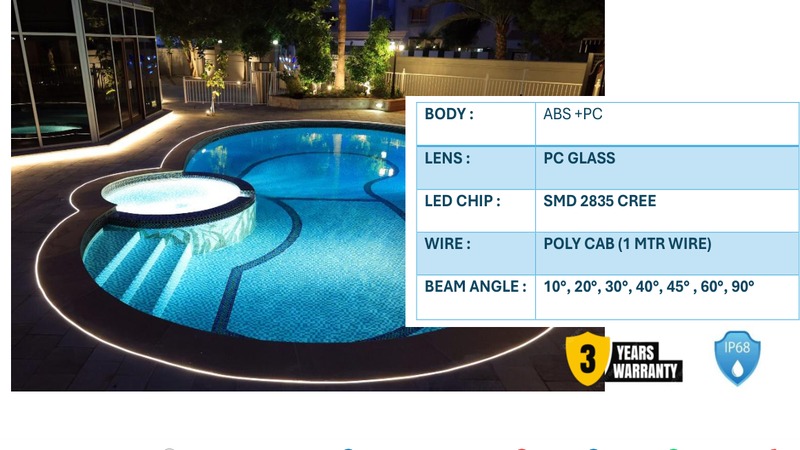 BODY : ABS +PC
LENS : PC GLASS
LED CHIP : SMD 2835 CREE
WIRE : POLY CAB (1 MTR WIRE)
BEAM ANGLE : 10°, 20°, 30°, 40°, 45° , 60°, 90°
3 YEARS
WARRANTY
IP68